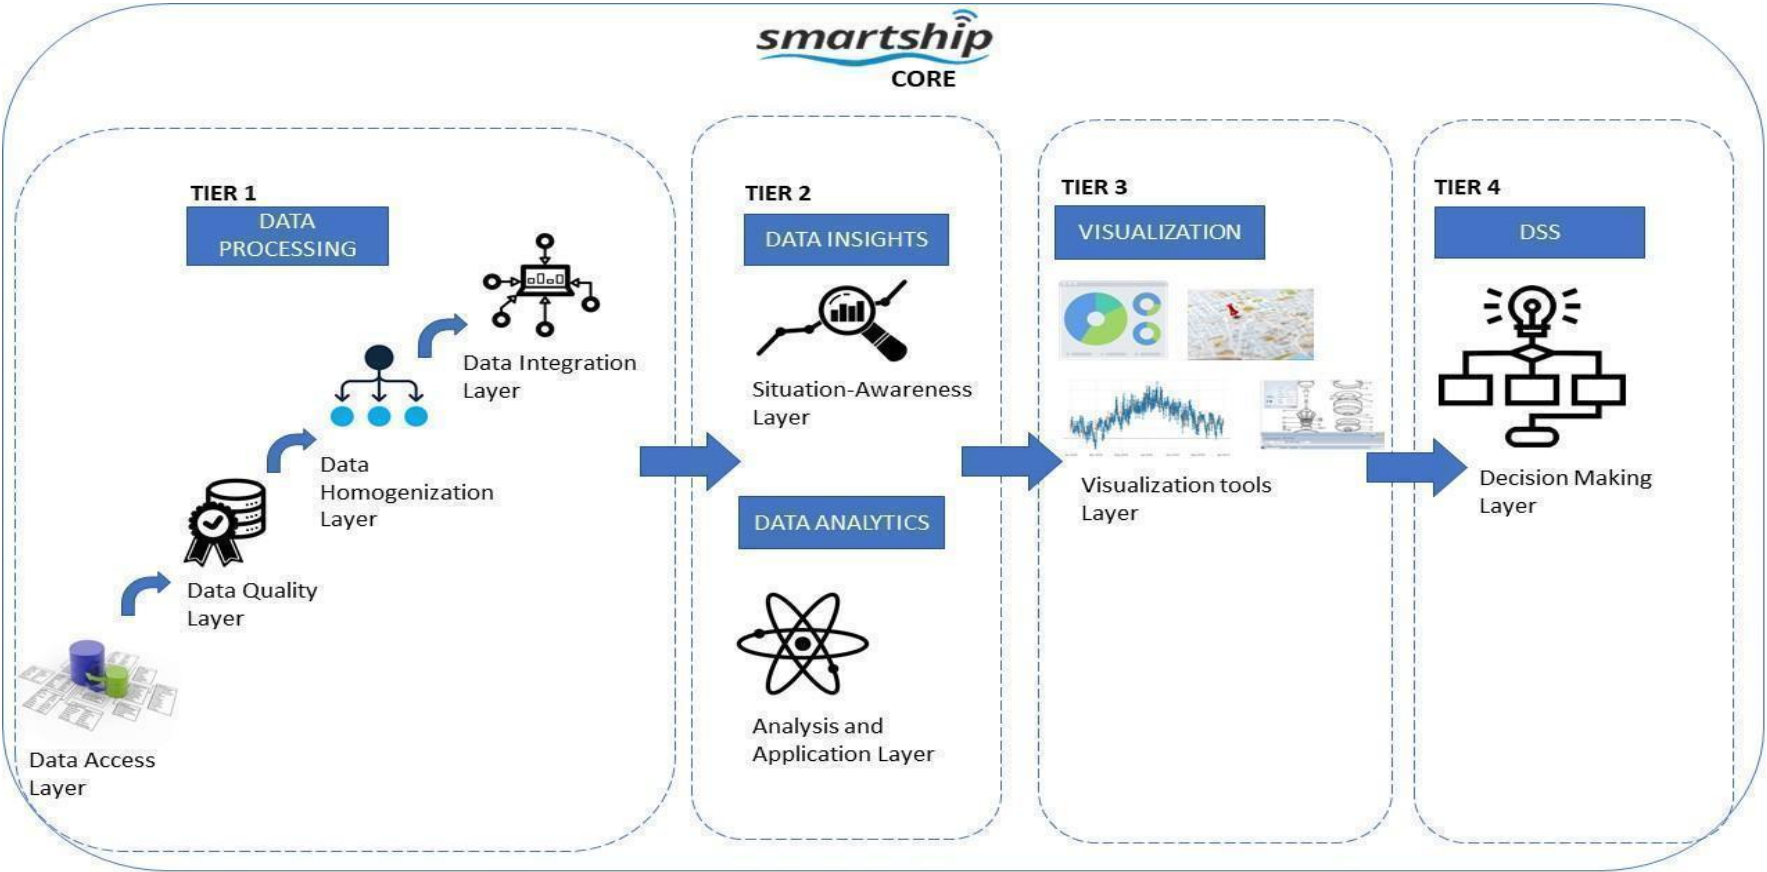 smartship
CORE
TIER 1
DATA
PROCESSING
Data Integration
Layer
Data
Homogenization
Layer
Data Quality
Layer
Data Access
Layer
TIER 2
DATA INSIGHTS
Situation-Awareness
Layer
DATA ANALYTICS
Analysis and
Application Layer
TIER 3
VISUALIZATION
Visualization tools
Layer
TIER 4
DSS
Decision Making
Layer